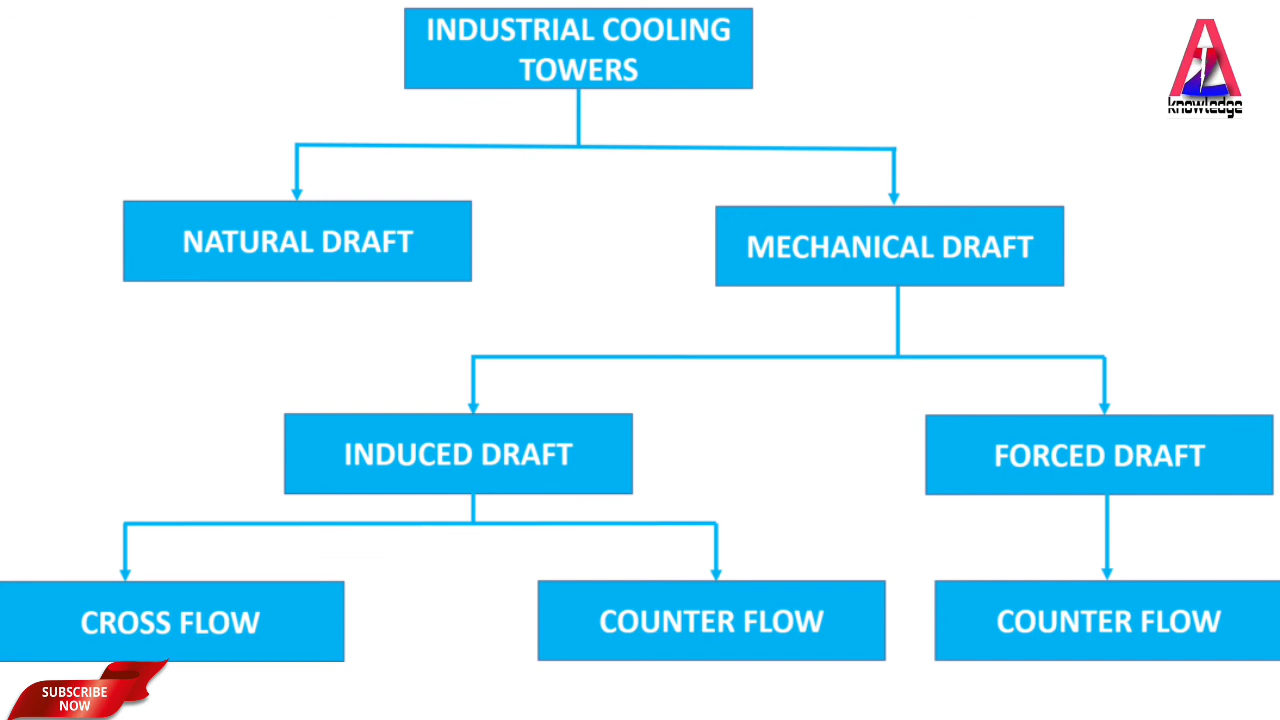 INDUSTRIAL COOLING
TOWERS
knowledge
NATURAL DRAFT
MECHANICAL DRAFT
INDUCED DRAFT
FORCED DRAFT
CROSS FLOW
COUNTER FLOW
COUNTER FLOW
SUBSCRIBE
NOW